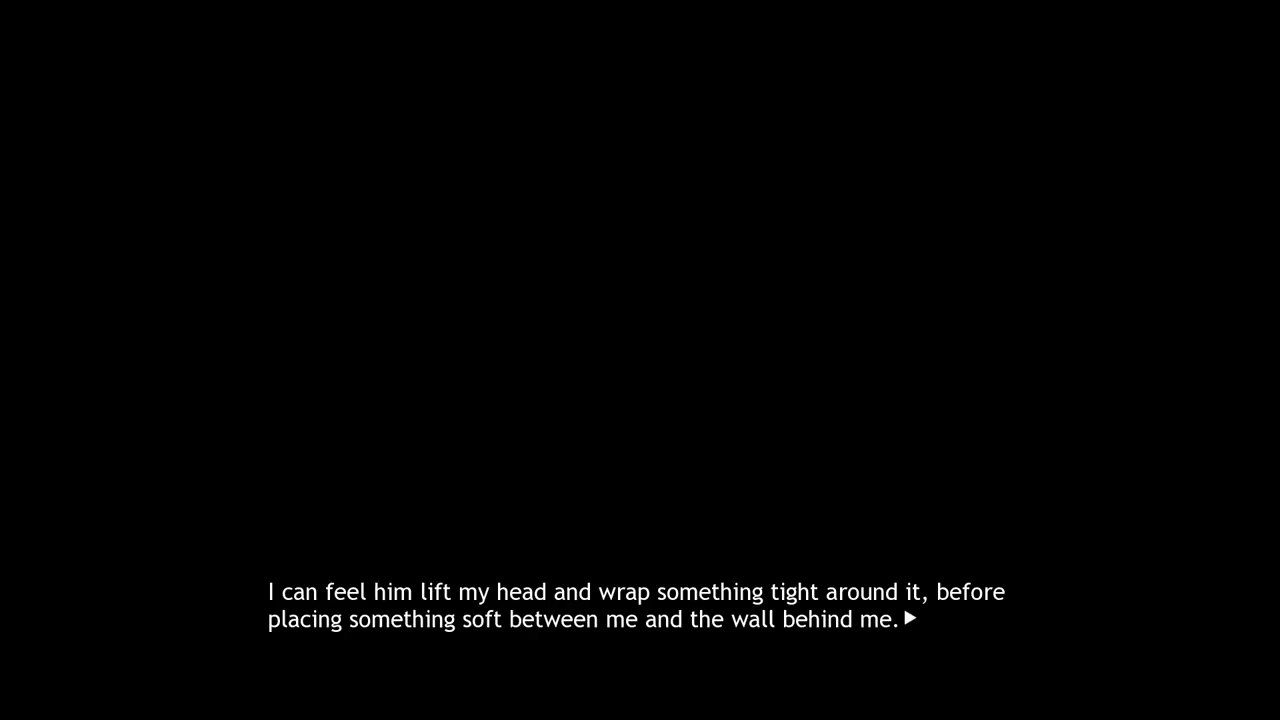 I can feel him lift my head and wrap something tight around it, before
placing something soft between me and the wall behind me.